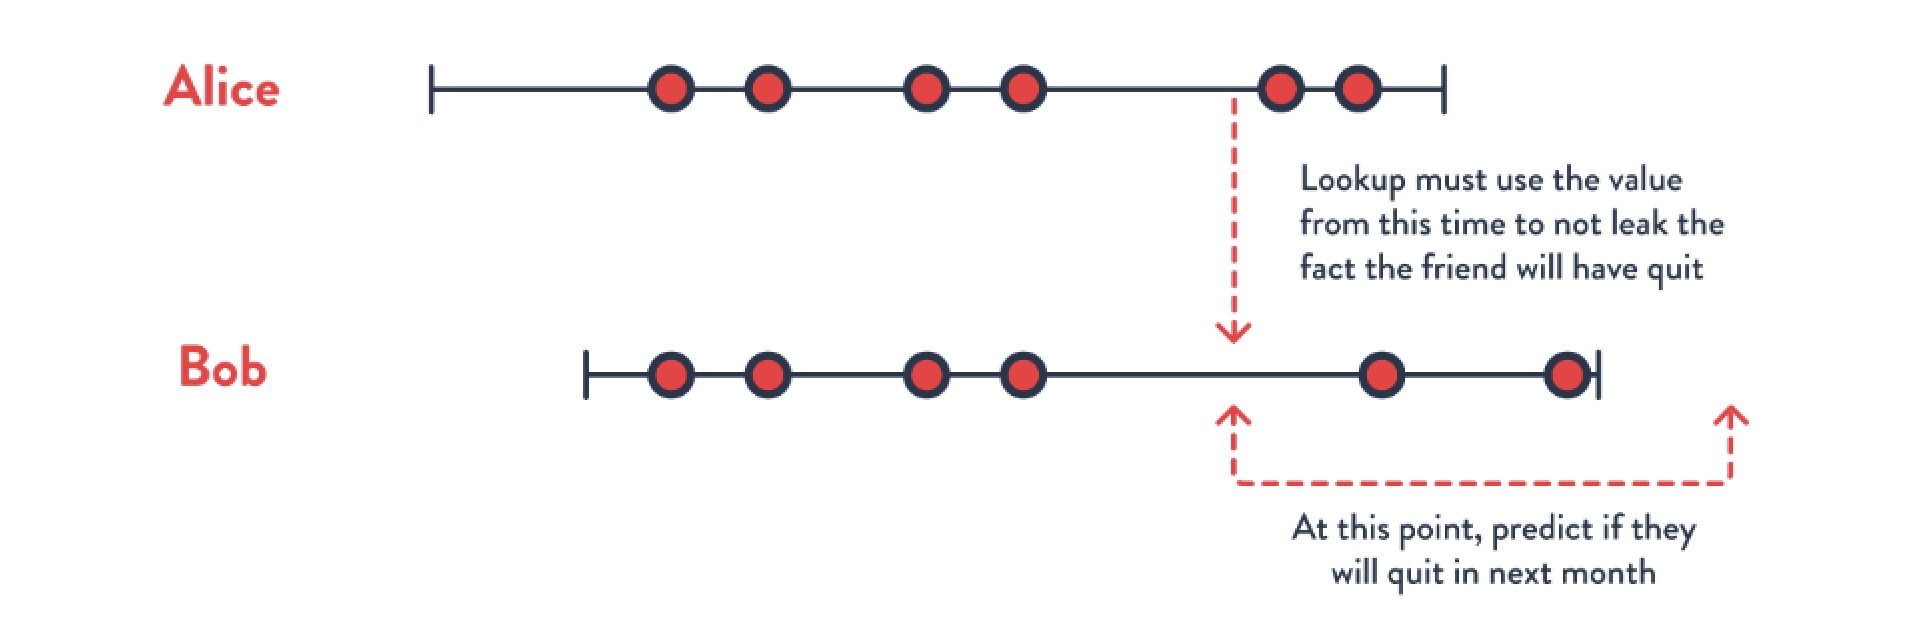 Alice
Lookup must use the value
from this time to not leak the
fact the friend will have quit
Bob
At this point, predict if they
will quit in next month